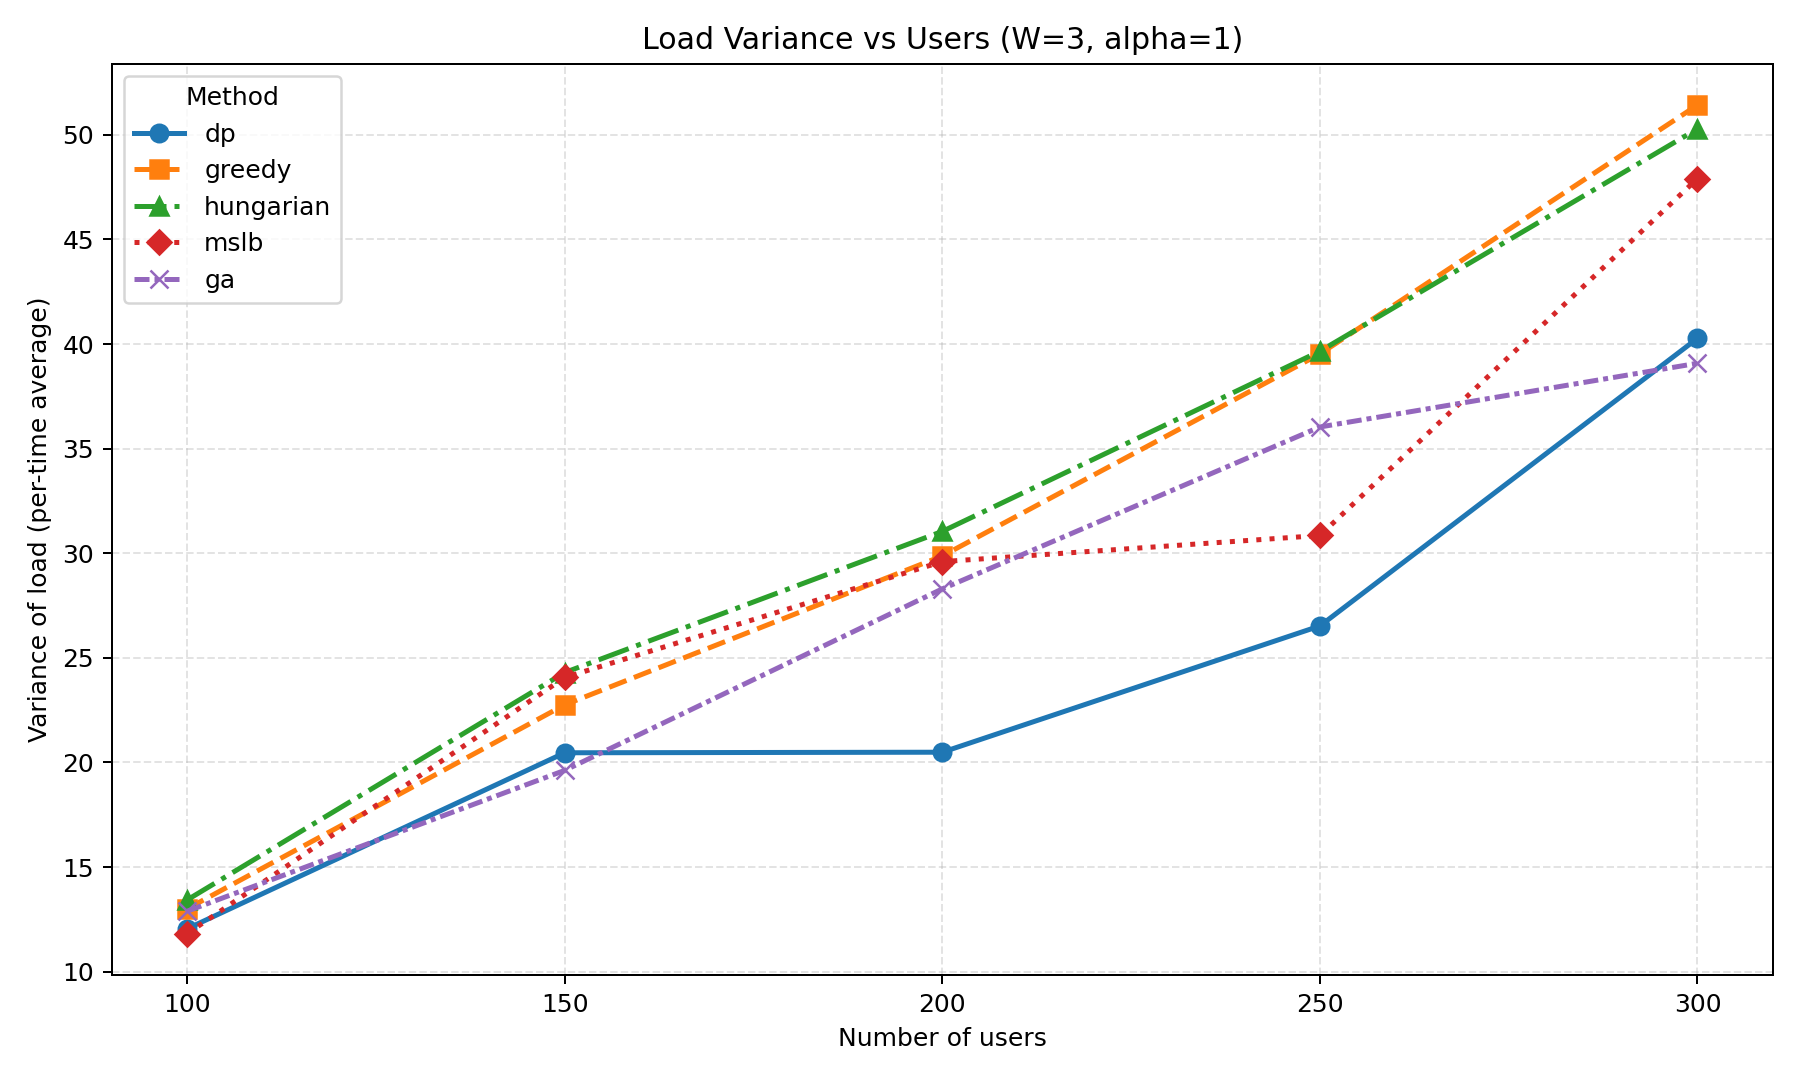 Load Variance vs Users (W=3, alpha=1)
Method
dp
greedy
hungarian
mslb
ga
Variance of load (per-time average)
50
45
40
35
30
25
20
15
10
100 150 200 250 300
Number of users